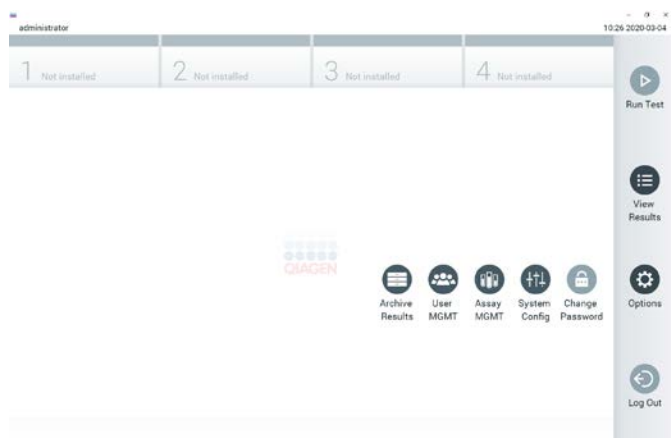 administrator
10:26 2020-03-04
1 Not installed
2 Not installed
3 Not installed
4 Not installed
Run Test
View
Results
QIAGEN
Archive
Results
User
MGMT
Assay
MGMT
System
Config
Change
Password
Options
Log Out